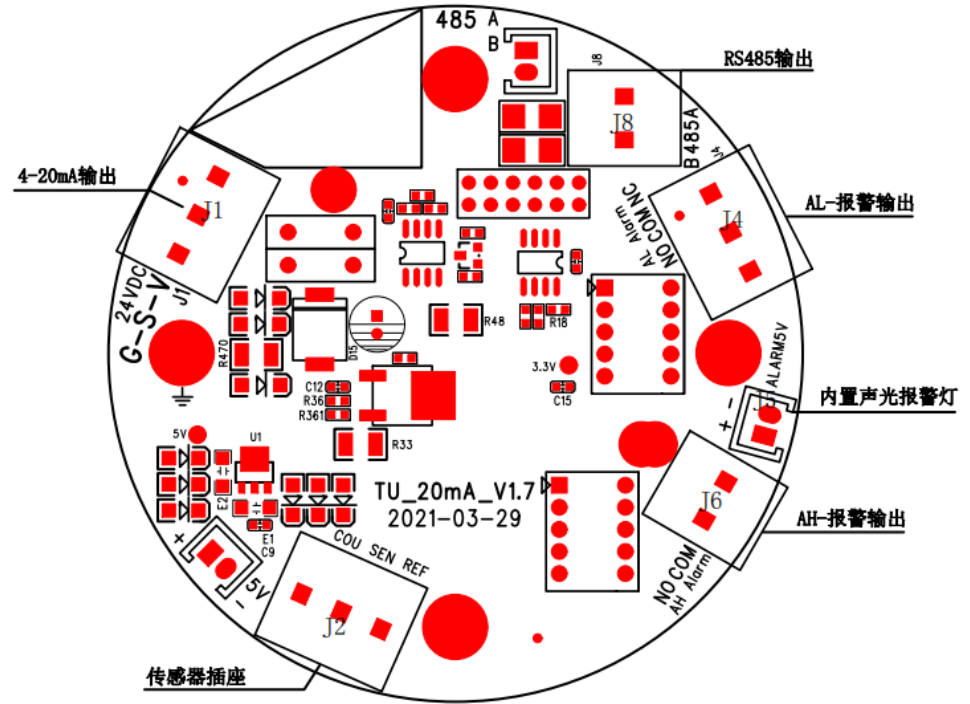 485 A
B
J8
RS485输出
J8
B485A
4-20mA输出
J1
J1
24VDC
G-S-V
J4
J4
AL-报警输出
AL Alarm
NO COM NC
R470
D15
R48
R18
3.3V
C15
C12
R36
R361
R33
J5
ALARM5V
+ -
内置声光报警灯
5V
U1
E2
E1
C9
TU_20mA_V1.7
2021-03-29
J6
AH-报警输出
NO COM
AH Alarm
+ 5V -
COU SEN REF
J2
传感器插座